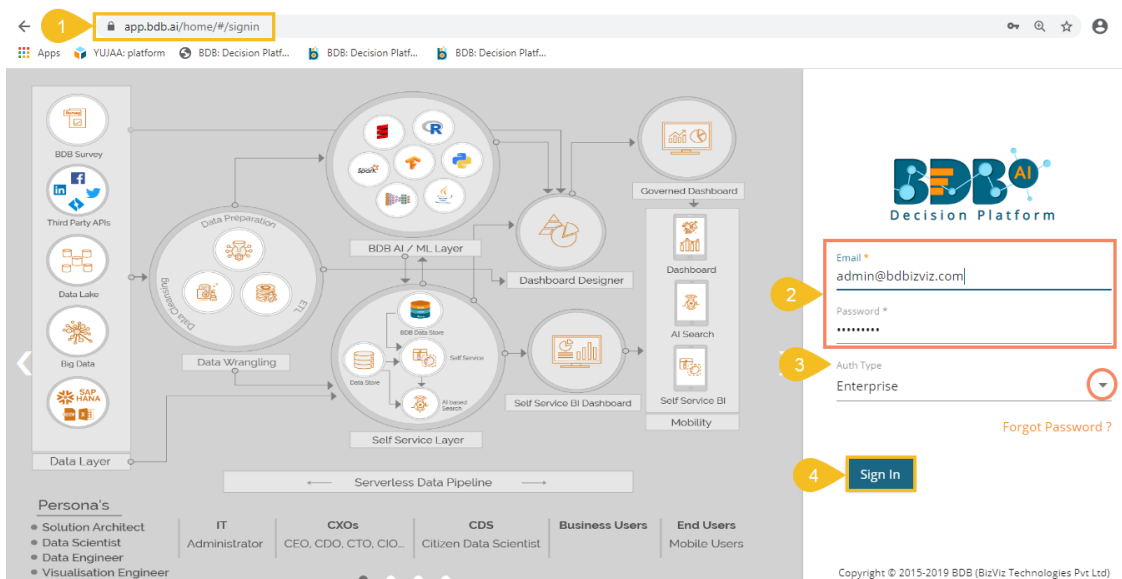 1
app.bdb.ai/home/#/signin
Apps
YUJAA: platform
BDB: Decision Platf...
BDB: Decision Platf...
BDB: Decision Platf...
BDB Survey
Third Party APIs
in
f
Data Lake
Big Data
SAP
HANA
Data Layer
Data Preparation
Data Cleansing
ETL
Data Wrangling
Spark
R
BDB AI / ML Layer
BDB Data Store
Data Store
Self Service
AI based
Search
Self Service Layer
Dashboard Designer
Self Service BI Dashboard
Governed Dashboard
Dashboard
AI Search
Self Service BI
Mobility
← Serverless Data Pipeline →
Persona's
Solution Architect
Data Scientist
Data Engineer
Visualisation Engineer
IT
Administrator
CXOs
CEO, CDO, CTO, CIO...
CDS
Citizen Data Scientist
Business Users
End Users
Mobile Users
BDB AI
Decision Platform
2
Email *
admin@bdbizviz.com
Password *
•••••••••
3
Auth Type
Enterprise
Forgot Password ?
4
Sign In
Copyright © 2015-2019 BDB (BizViz Technologies Pvt Ltd)